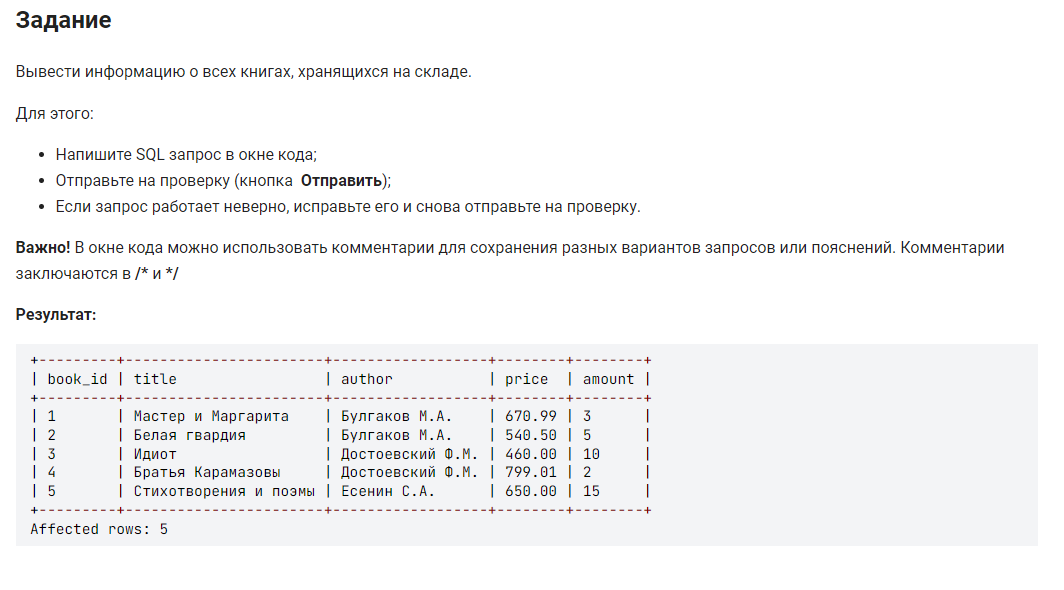 Задание
Вывести информацию о всех книгах, хранящихся на складе.
Для этого:
• Напишите SQL запрос в окне кода;
• Отправьте на проверку (кнопка  Отправить);
• Если запрос работает неверно, исправьте его и снова отправьте на проверку.
Важно! В окне кода можно использовать комментарии для сохранения разных вариантов запросов или пояснений. Комментарии
заключаются в /* и */
Результат:
+---------+-----------------------+------------------+--------+--------+
| book_id | title                 | author           | price  | amount |
+---------+-----------------------+------------------+--------+--------+
| 1       | Мастер и Маргарита    | Булгаков М.А.    | 670.99 | 3      |
| 2       | Белая гвардия         | Булгаков М.А.    | 540.50 | 5      |
| 3       | Идиот                 | Достоевский Ф.М. | 460.00 | 10     |
| 4       | Братья Карамазовы     | Достоевский Ф.М. | 799.01 | 2      |
| 5       | Стихотворения и поэмы | Есенин С.А.      | 650.00 | 15     |
+---------+-----------------------+------------------+--------+--------+
Affected rows: 5